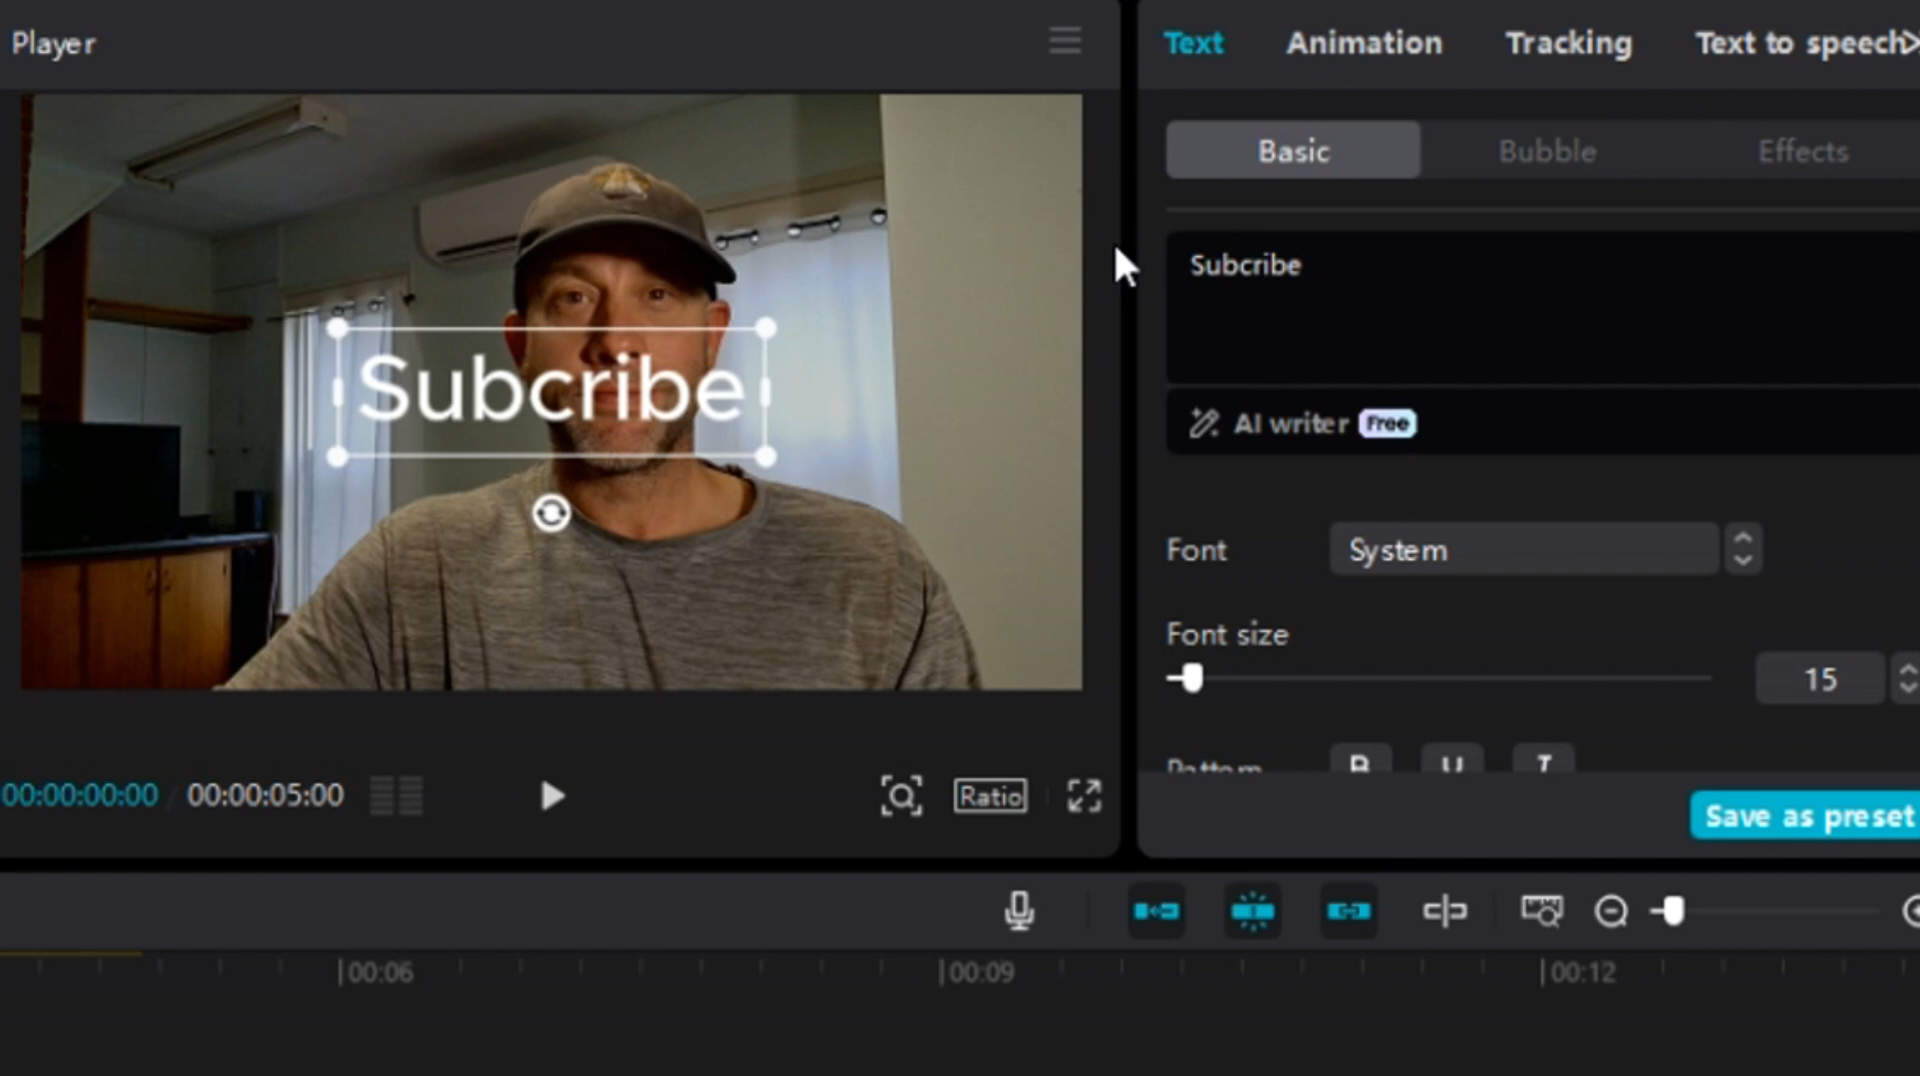 Player
Text Animation Tracking Text to speech
Basic Bubble Effects
Subcribe
Subcribe
AI writer Free
Font System
Font size
15
Pattern B U I
00:00:00:00 / 00:00:05:00
Ratio
Save as preset
00:06 00:09 00:12